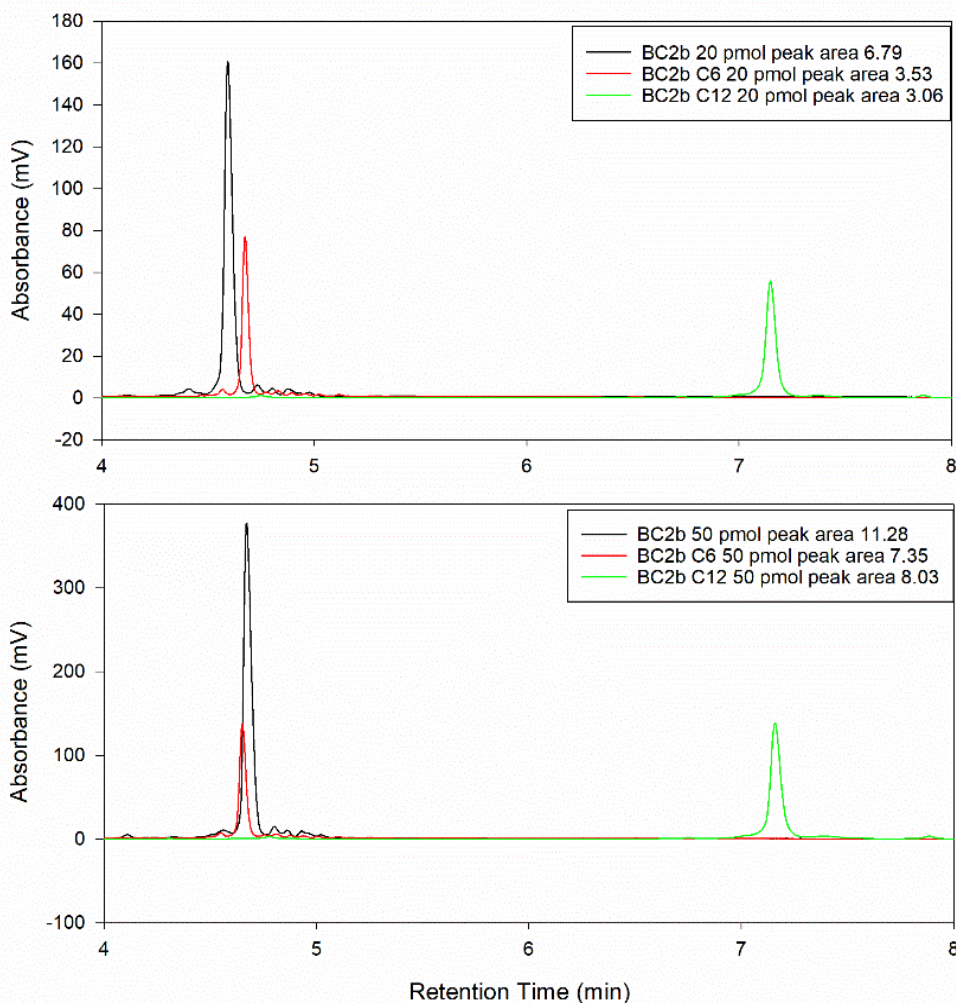 180
160
140
120
100
80
60
40
20
0
-20
Absorbance (mV)
BC2b 20 pmol peak area 6.79
BC2b C6 20 pmol peak area 3.53
BC2b C12 20 pmol peak area 3.06
4 5 6 7 8
400
300
200
100
0
-100
Absorbance (mV)
BC2b 50 pmol peak area 11.28
BC2b C6 50 pmol peak area 7.35
BC2b C12 50 pmol peak area 8.03
4 5 6 7 8
Retention Time (min)